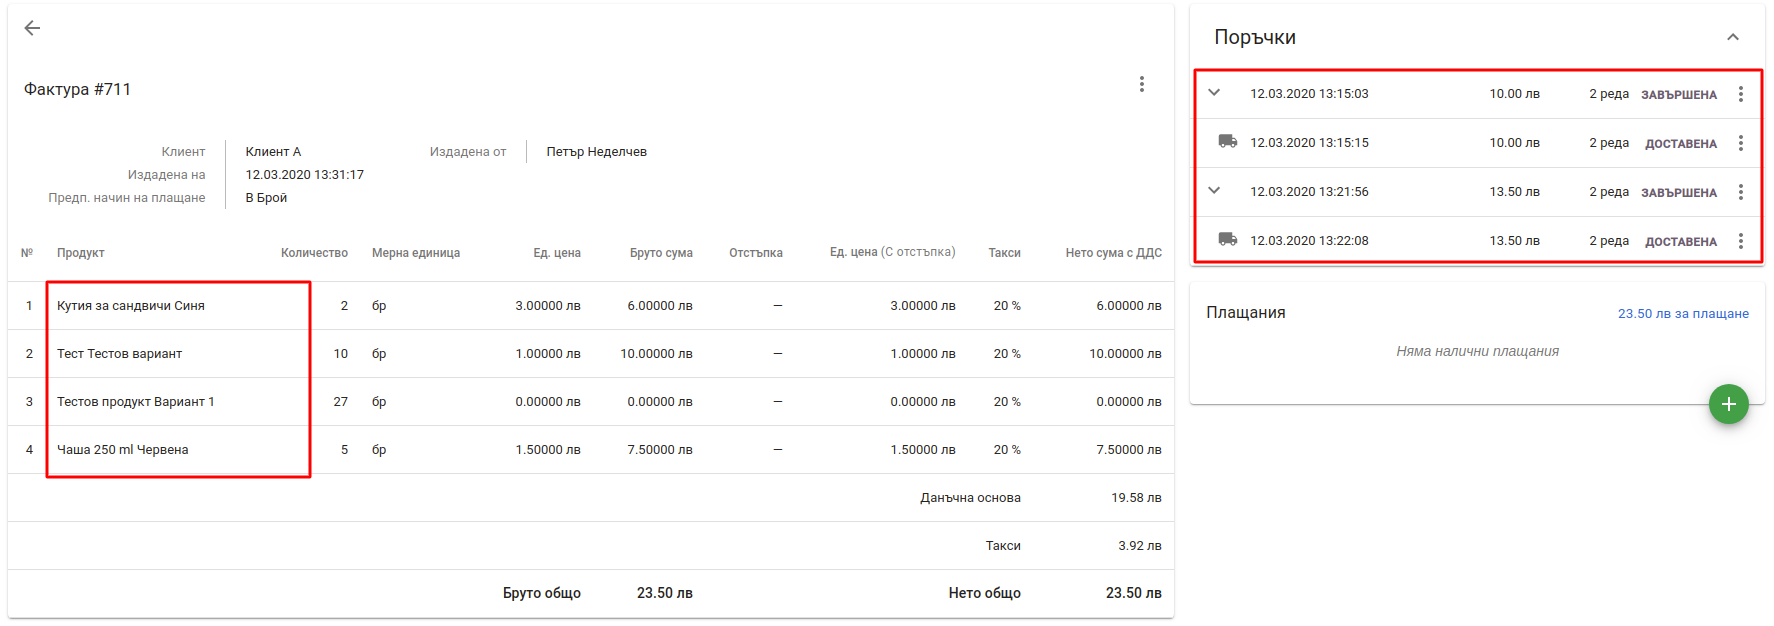 Фактура #711
Клиент Клиент А Издадена от Петър Неделчев
Издадена на 12.03.2020 13:31:17
Предп. начин на плащане В Брой
№ Продукт Количество Мерна единица Ед. цена Бруто сума Отстъпка Ед. цена (С отстъпка) Такси Нето сума с ДДС
1 Кутия за сандвичи Синя 2 бр 3.00000 лв 6.00000 лв — 3.00000 лв 20 % 6.00000 лв
2 Тест Тестов вариант 10 бр 1.00000 лв 10.00000 лв — 1.00000 лв 20 % 10.00000 лв
3 Тестов продукт Вариант 1 27 бр 0.00000 лв 0.00000 лв — 0.00000 лв 20 % 0.00000 лв
4 Чаша 250 ml Червена 5 бр 1.50000 лв 7.50000 лв — 1.50000 лв 20 % 7.50000 лв
Данъчна основа 19.58 лв
Такси 3.92 лв
Бруто общо 23.50 лв Нето общо 23.50 лв
Поръчки
12.03.2020 13:15:03 10.00 лв 2 реда ЗАВЪРШЕНА
12.03.2020 13:15:15 10.00 лв 2 реда ДОСТАВЕНА
12.03.2020 13:21:56 13.50 лв 2 реда ЗАВЪРШЕНА
12.03.2020 13:22:08 13.50 лв 2 реда ДОСТАВЕНА
Плащания 23.50 лв за плащане
Няма налични плащания